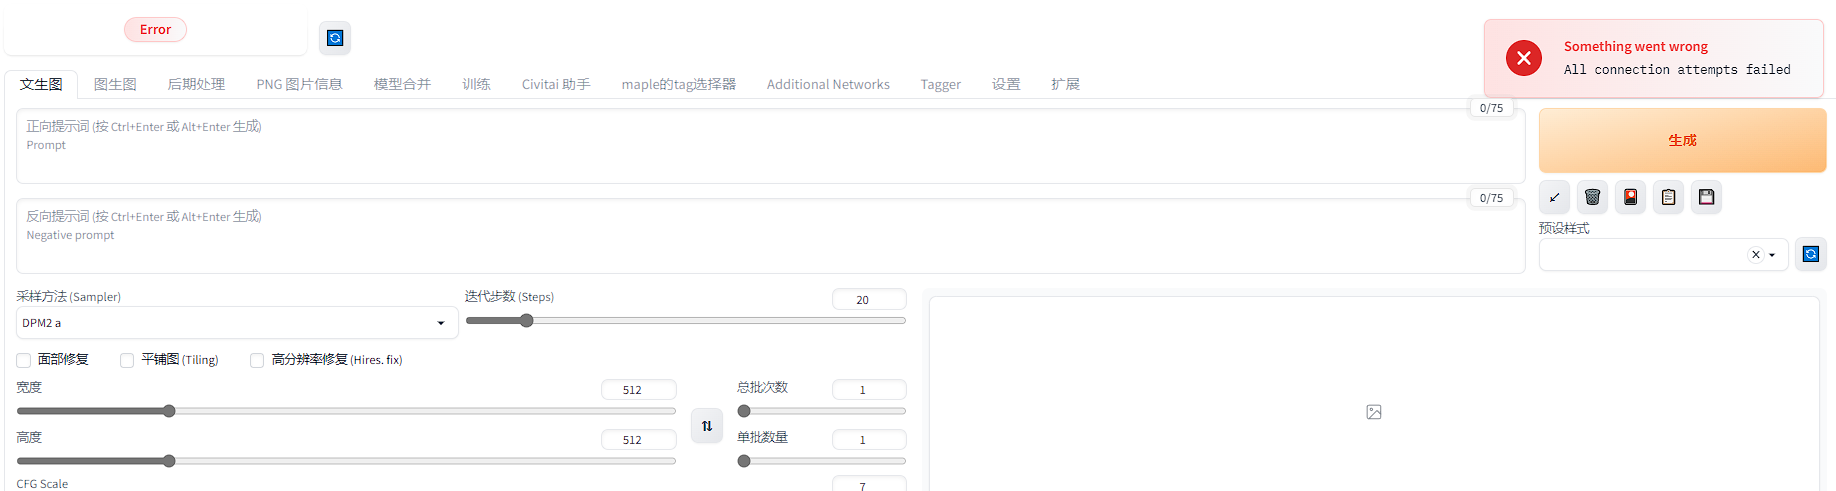 Error
Something went wrong
All connection attempts failed
文生图 图生图 后期处理 PNG 图片信息 模型合并 训练 Civitai 助手 maple的tag选择器 Additional Networks Tagger 设置 扩展
0/75
正向提示词 (按 Ctrl+Enter 或 Alt+Enter 生成)
Prompt
生成
0/75
反向提示词 (按 Ctrl+Enter 或 Alt+Enter 生成)
Negative prompt
预设样式
采样方法 (Sampler)
DPM2 a
迭代步数 (Steps)
20
面部修复 平铺图 (Tiling) 高分辨率修复 (Hires. fix)
宽度
512
总批次数
1
高度
512
单批数量
1
CFG Scale
7